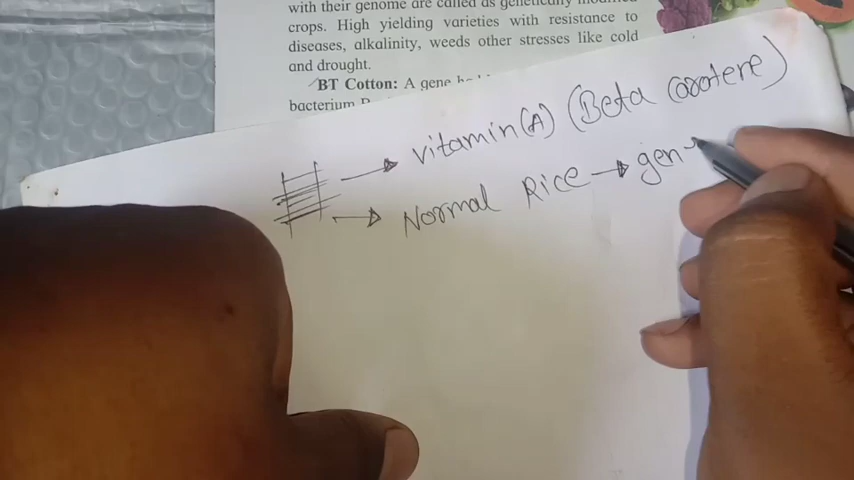 with their genome are called as genetically modified
crops. High yielding varieties with resistance to
diseases, alkalinity, weeds other stresses like cold
and drought.
BT Cotton: A gene
bacterium
vitamin(A) (Beta carotere)
Normal Rice → gen